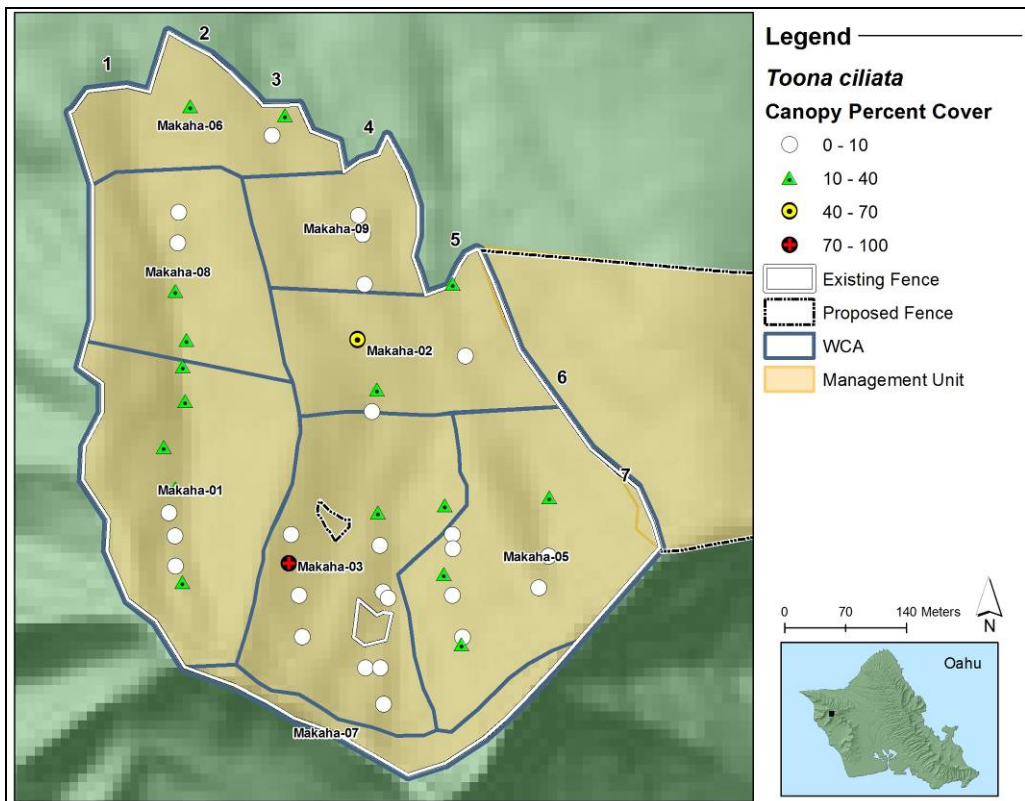 1
2
3
4
5
6
7
Makaha-06
Makaha-09
Makaha-08
Makaha-02
Makaha-01
Makaha-03
Makaha-05
Makaha-07
Legend
Toona ciliata
Canopy Percent Cover
0 - 10
10 - 40
40 - 70
70 - 100
Existing Fence
Proposed Fence
WCA
Management Unit
0 70 140 Meters
N
Oahu